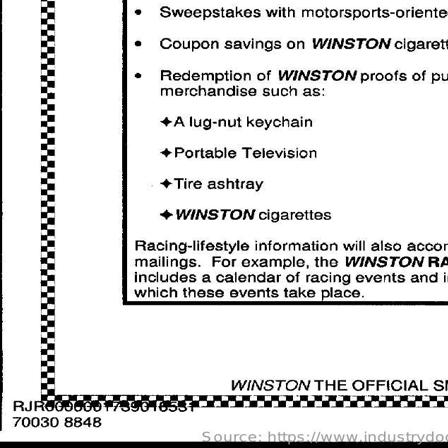 • Sweepstakes with motorsports-oriente
• Coupon savings on WINSTON cigarett
• Redemption of WINSTON proofs of pu
merchandise such as:
✦A lug-nut keychain
✦Portable Television
✦Tire ashtray
✦WINSTON cigarettes
Racing-lifestyle information will also accor
mailings. For example, the WINSTON RA
includes a calendar of racing events and i
which these events take place.
WINSTON THE OFFICIAL S
70030 8848
Source: https://www.industrydo